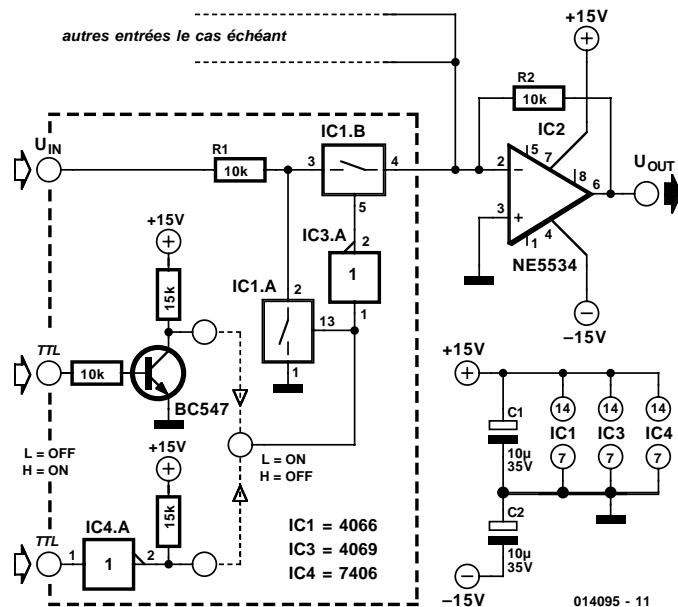 autres entrées le cas échéant
+15V
R2
10k
IC2
UIN
R1
10k
IC1.B
3
4
5
2
3
5
7
8
6
1
4
UOUT
NE5534
–15V
+15V
15k
IC3.A
2
1
1
IC1.A
2
13
1
TTL
10k
BC547
L = OFF
H = ON
+15V
15k
L = ON
H = OFF
TTL
IC4.A
1
1
2
IC1 = 4066
IC3 = 4069
IC4 = 7406
+15V
C1
10µ
35V
14
14
14
IC1
IC3
IC4
7
7
7
C2
10µ
35V
–15V
014095 - 11